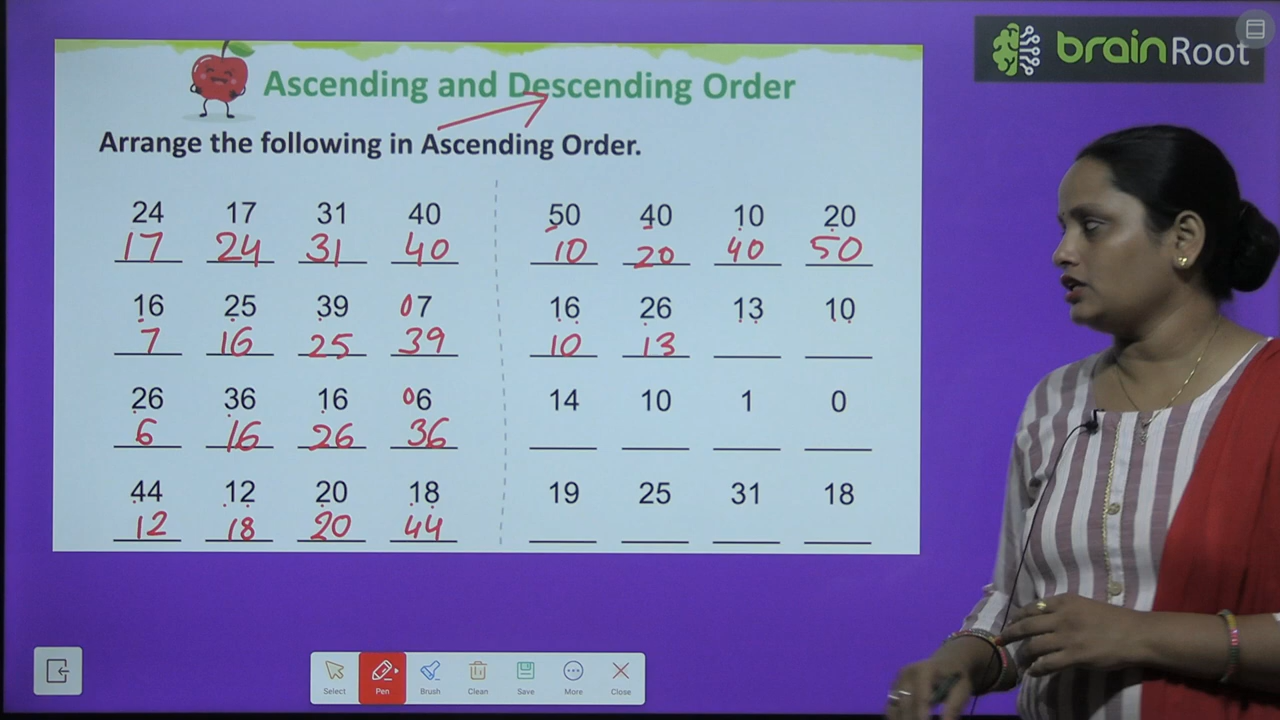 brainRoot
Ascending and Descending Order
Arrange the following in Ascending Order.
24 17 31 40
17 24 31 40
16 25 39 07
7 16 25 39
26 36 16 06
6 16 26 36
44 12 20 18
12 18 20 44
50 40 10 20
10 20 40 50
16 26 13 10
10 13
14 10 1 0
19 25 31 18
Select Pen Brush Clean Save More Close